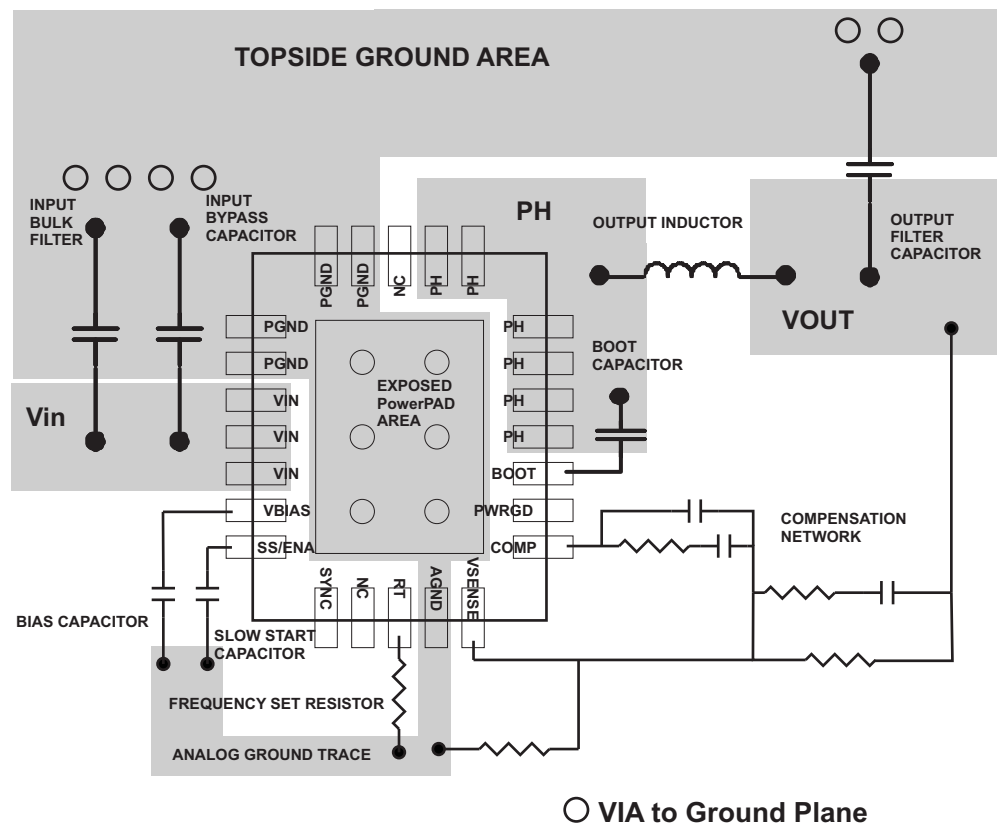 TOPSIDE GROUND AREA
INPUT
BULK
FILTER
INPUT
BYPASS
CAPACITOR
PH
OUTPUT INDUCTOR
OUTPUT
FILTER
CAPACITOR
VOUT
PGND
PGND
NC
PH
PH
PGND
PGND
VIN
VIN
VIN
VBIAS
SS/ENA
Vin
EXPOSED
PowerPAD
AREA
PH
PH
PH
PH
BOOT
PWRGD
COMP
BOOT
CAPACITOR
SYNC
NC
RT
AGND
VSENSE
COMPENSATION
NETWORK
BIAS CAPACITOR
SLOW START
CAPACITOR
FREQUENCY SET RESISTOR
ANALOG GROUND TRACE
VIA to Ground Plane